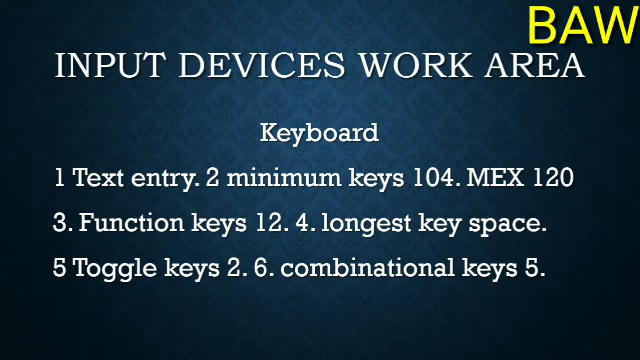 BAW
INPUT DEVICES WORK AREA
Keyboard
1 Text entry. 2 minimum keys 104. MEX 120
3. Function keys 12. 4. longest key space.
5 Toggle keys 2. 6. combinational keys 5.